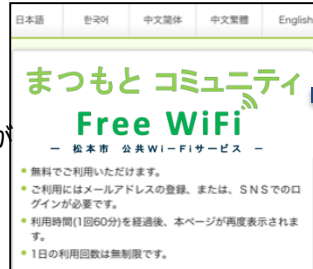 日本語 한국어 中文简体 中文繁體 English
まつもと コミュニティ
Free WiFi
ー 松本市 公共Wi－Fiサービス ー
が
• 無料でご利用いただけます。
• ご利用にはメールアドレスの登録、または、SNSでのロ
グインが必要です。
• 利用時間(1回60分)を経過後、本ページが再度表示されま
す。
• 1日の利用回数は無制限です。